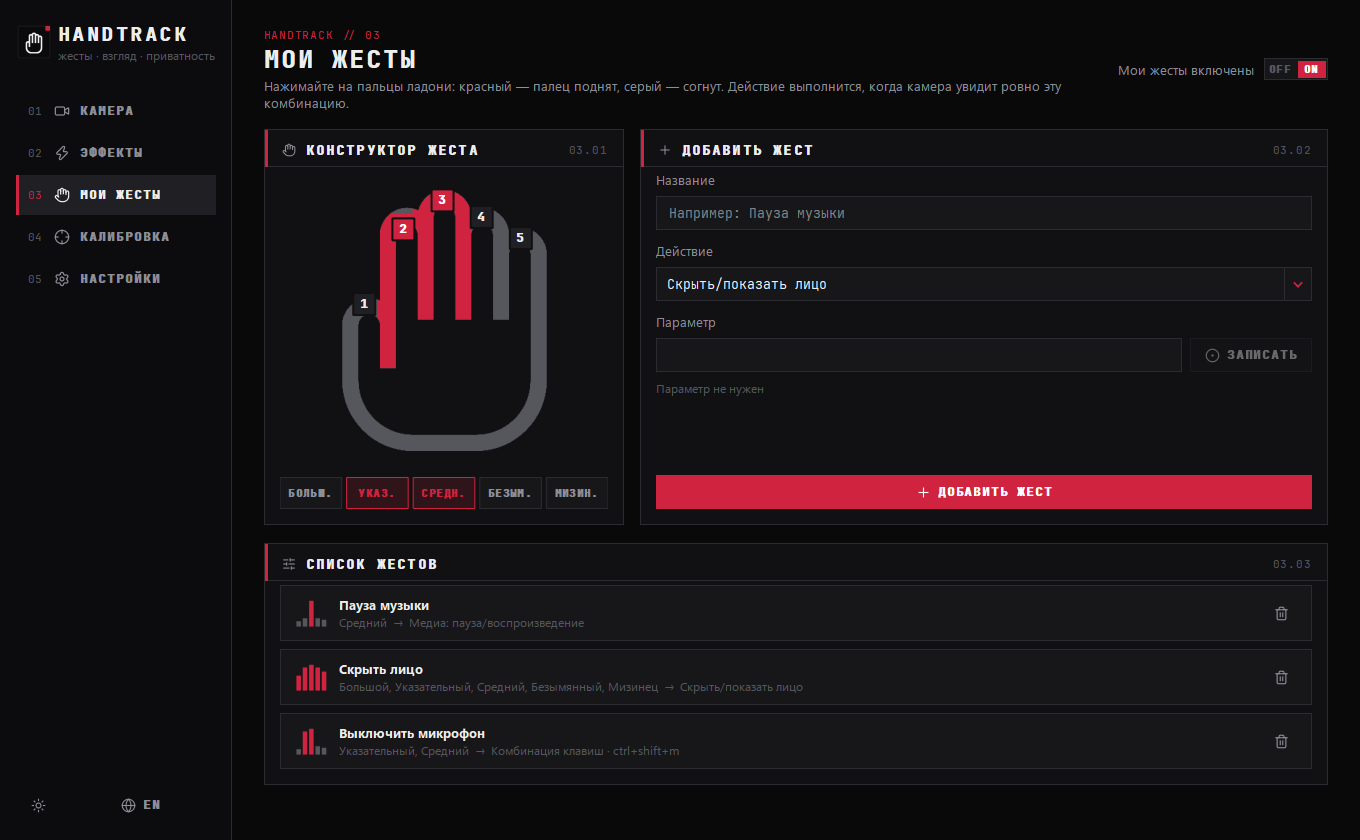 HANDTRACK
жесты · взгляд · приватность
01 КАМЕРА
02 ЭФФЕКТЫ
03 МОИ ЖЕСТЫ
04 КАЛИБРОВКА
05 НАСТРОЙКИ
EN
HANDTRACK // 03
МОИ ЖЕСТЫ
Нажимайте на пальцы ладони: красный — палец поднят, серый — согнут. Действие выполнится, когда камера увидит ровно эту
комбинацию.
Мои жесты включены OFF ON
КОНСТРУКТОР ЖЕСТА 03.01
1
2
3
4
5
БОЛЬШ. УКАЗ. СРЕДН. БЕЗЫМ. МИЗИН.
ДОБАВИТЬ ЖЕСТ 03.02
Название
Например: Пауза музыки
Действие
Скрыть/показать лицо
Параметр
ЗАПИСАТЬ
Параметр не нужен
ДОБАВИТЬ ЖЕСТ
СПИСОК ЖЕСТОВ 03.03
Пауза музыки
Средний → Медиа: пауза/воспроизведение
Скрыть лицо
Большой, Указательный, Средний, Безымянный, Мизинец → Скрыть/показать лицо
Выключить микрофон
Указательный, Средний → Комбинация клавиш · ctrl+shift+m